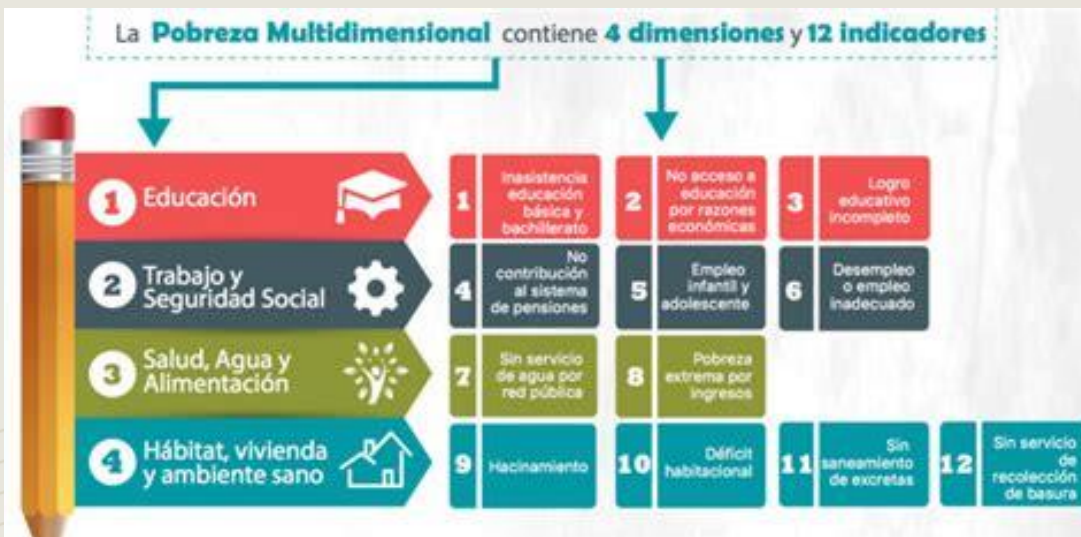 La Pobreza Multidimensional contiene 4 dimensiones y 12 indicadores
1 Educación
1 Inasistencia
educación
básica y
bachillerato
2 No acceso a
educación
por razones
económicas
3 Logro
educativo
incompleto
2 Trabajo y
Seguridad Social
4 No
contribución
al sistema
de pensiones
5 Empleo
infantil y
adolescente
6 Desempleo
o empleo
inadecuado
3 Salud, Agua y
Alimentación
7 Sin servicio
de agua por
red pública
8 Pobreza
extrema por
ingresos
4 Hábitat, vivienda
y ambiente sano
9 Hacinamiento
10 Déficit
habitacional
11 Sin
saneamiento
de excretas
12 Sin servicio
de
recolección
de basura